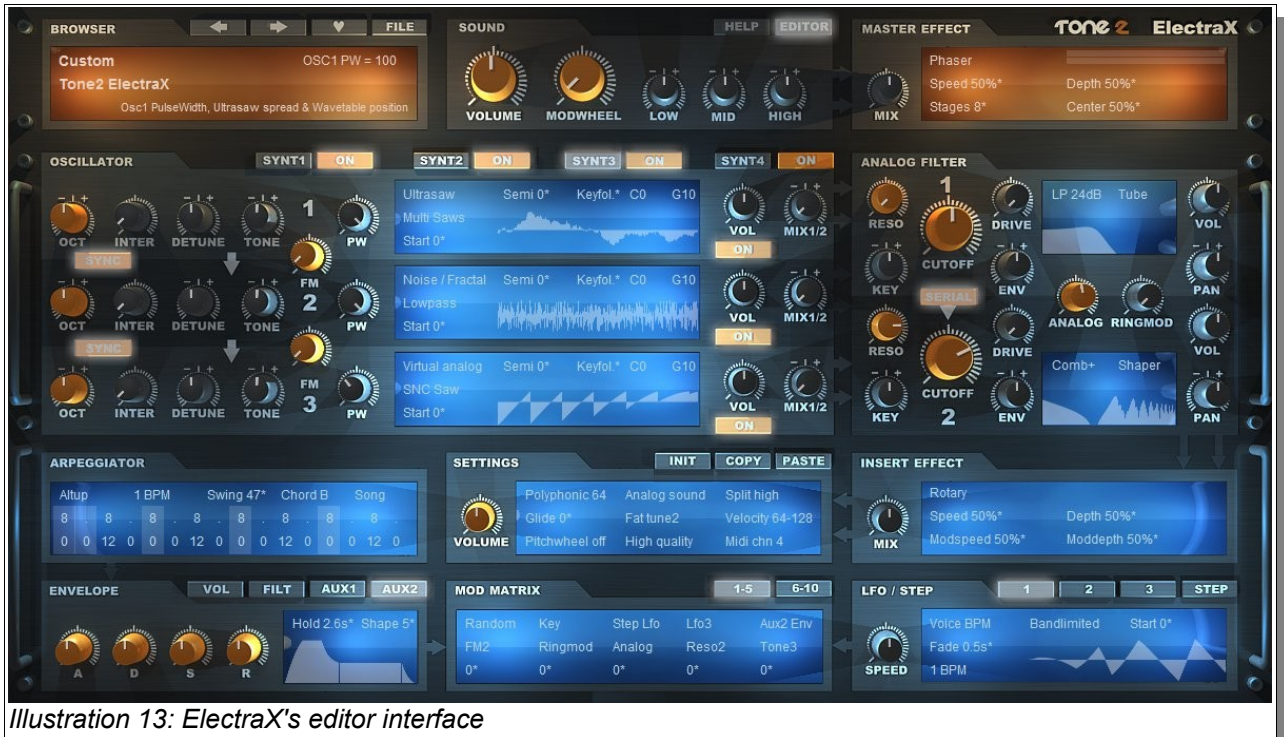 BROWSER FILE
Custom OSC1 PW = 100
Tone2 ElectraX
Osc1 PulseWidth, Ultrasaw spread & Wavetable position
SOUND HELP EDITOR
VOLUME MODWHEEL LOW MID HIGH
MASTER EFFECT TONE 2 ElectraX
MIX
Phaser
Speed 50%* Depth 50%*
Stages 8* Center 50%*
OSCILLATOR SYNT1 ON SYNT2 ON SYNT3 ON SYNT4 ON
OCT INTER DETUNE TONE 1 PW
Ultrasaw Semi 0* Keyfol.* C0 G10
Multi Saws
Start 0*
VOL MIX1/2
ON
SYNC FM
OCT INTER DETUNE TONE 2 PW
Noise / Fractal Semi 0* Keyfol.* C0 G10
Lowpass
Start 0*
VOL MIX1/2
ON
SYNC FM
OCT INTER DETUNE TONE 3 PW
Virtual analog Semi 0* Keyfol.* C0 G10
SNC Saw
Start 0*
VOL MIX1/2
ON
ANALOG FILTER
RESO 1 DRIVE LP 24dB Tube VOL
CUTOFF
KEY ENV PAN
SERIAL
ANALOG RINGMOD
RESO DRIVE VOL
CUTOFF Comb+ Shaper
KEY 2 ENV PAN
ARPEGGIATOR
Altup 1 BPM Swing 47* Chord B Song
8 . 8 . 8 . 8 . 8 . 8 . 8 . 8 .
0 0 12 0 0 0 12 0 0 0 12 0 0 0 12 0
SETTINGS INIT COPY PASTE
VOLUME
Polyphonic 64 Analog sound Split high
Glide 0* Fat tune2 Velocity 64-128
Pitchwheel off High quality Midi chn 4
INSERT EFFECT
MIX
Rotary
Speed 50%* Depth 50%*
Modspeed 50%* Moddepth 50%*
ENVELOPE VOL FILT AUX1 AUX2
A D S R
Hold 2.6s* Shape 5*
MOD MATRIX 1-5 6-10
Random Key Step Lfo Lfo3 Aux2 Env
FM2 Ringmod Analog Reso2 Tone3
0* 0* 0* 0* 0*
LFO / STEP 1 2 3 STEP
SPEED
Voice BPM Bandlimited Start 0*
Fade 0.5s*
1 BPM
Illustration 13: ElectraX's editor interface